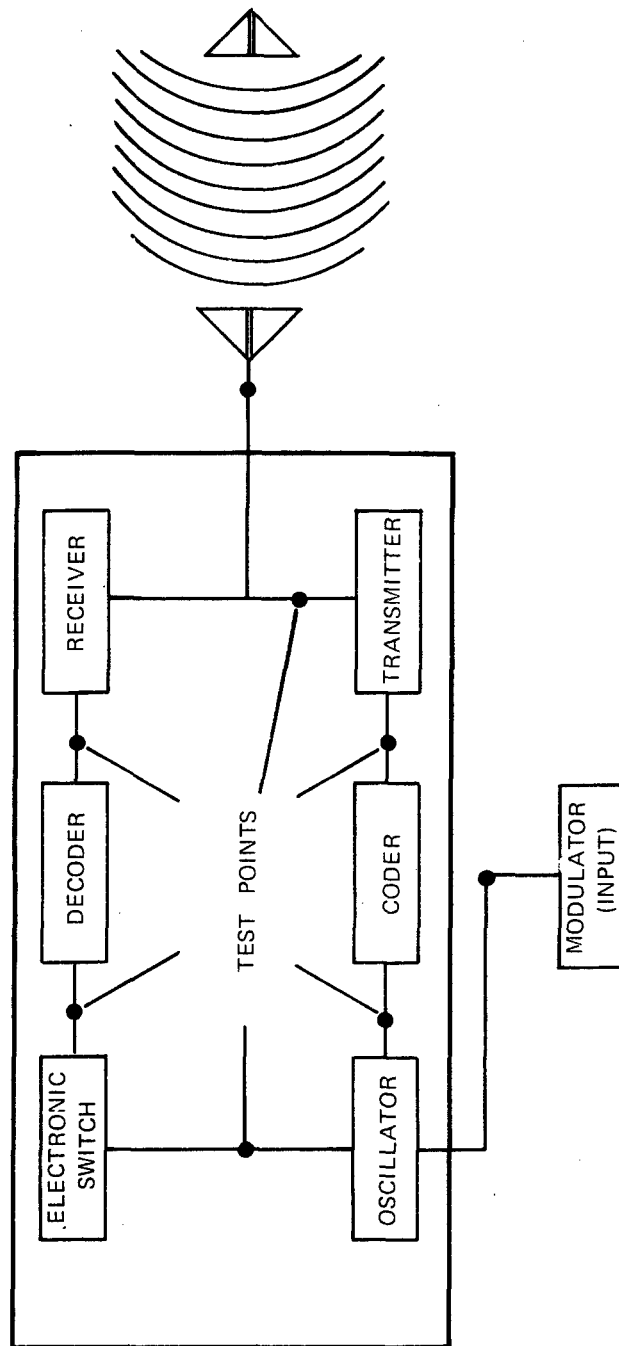 ELECTRONIC
SWITCH
DECODER
RECEIVER
TEST POINTS
OSCILLATOR
CODER
TRANSMITTER
MODULATOR
(INPUT)